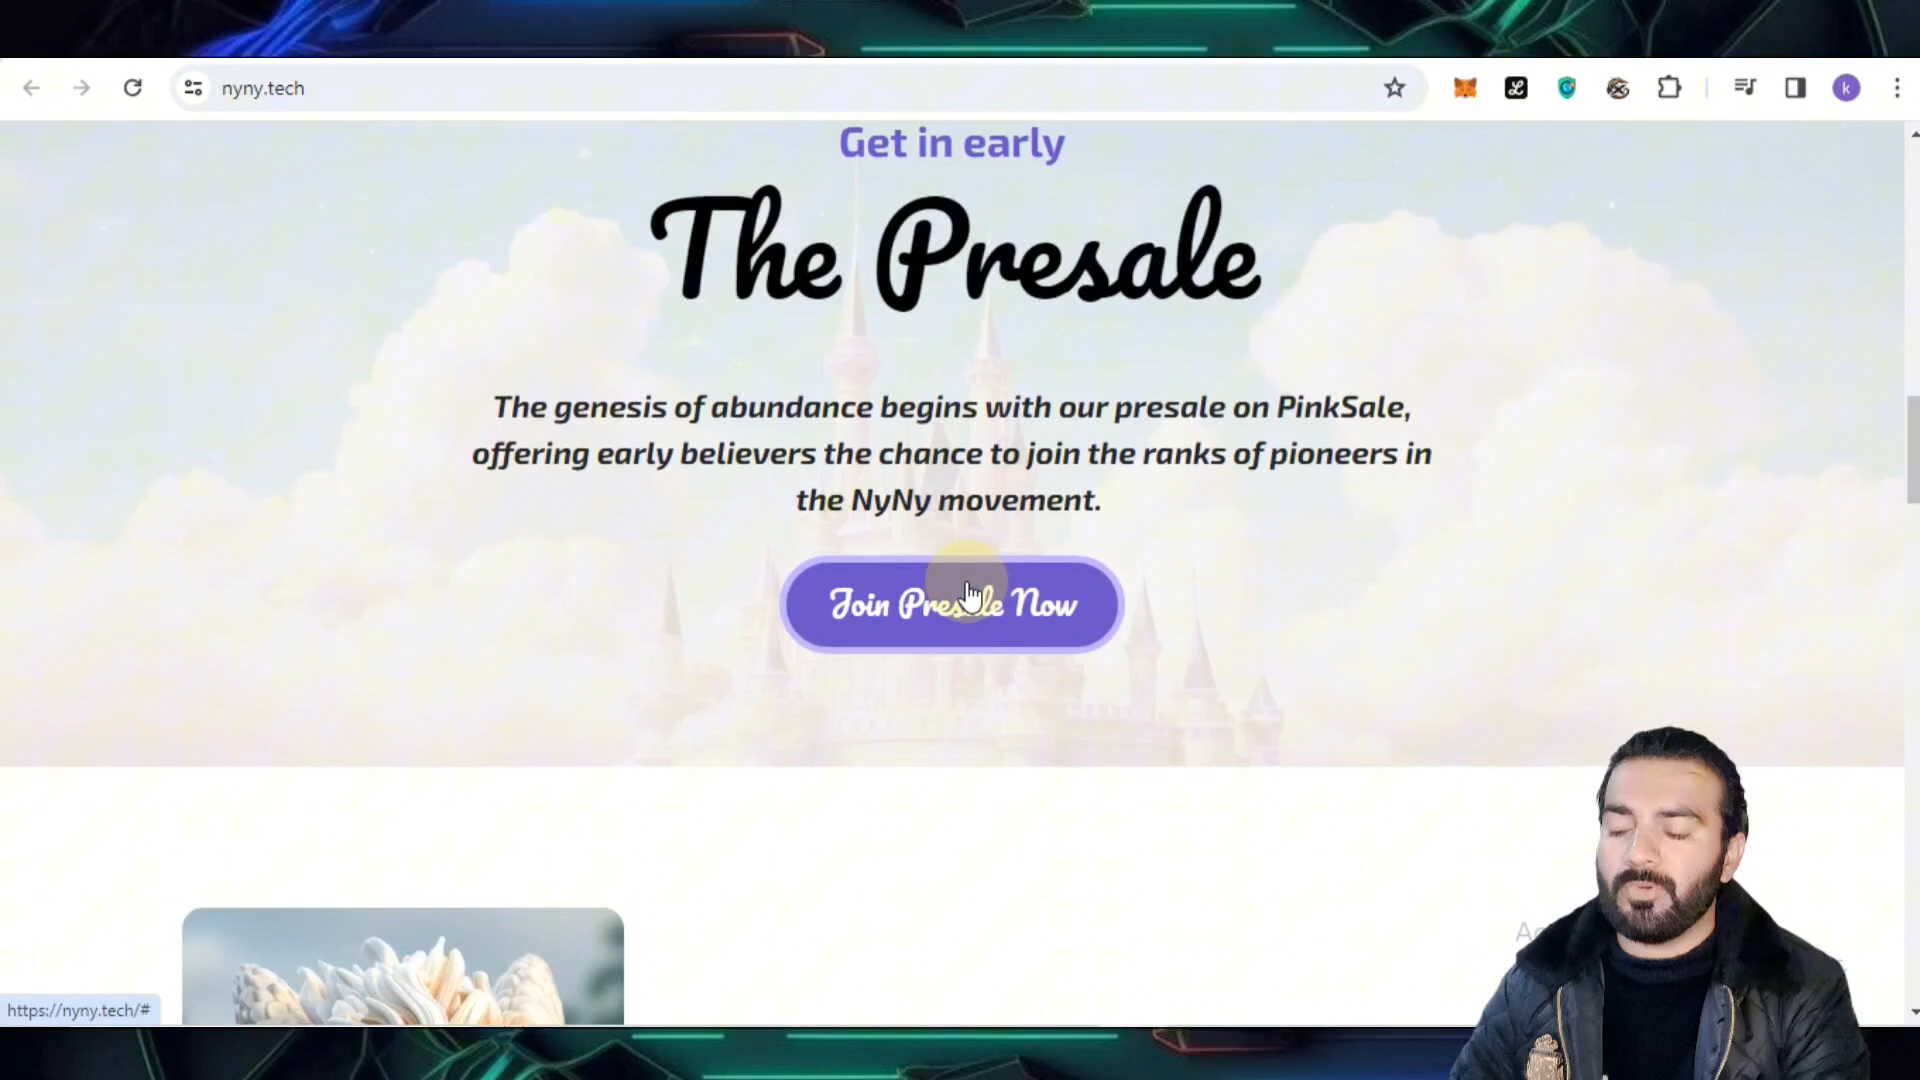 nyny.tech
k
Get in early
The Presale
The genesis of abundance begins with our presale on PinkSale,
offering early believers the chance to join the ranks of pioneers in
the NyNy movement.
Join Presale Now
https://nyny.tech/#